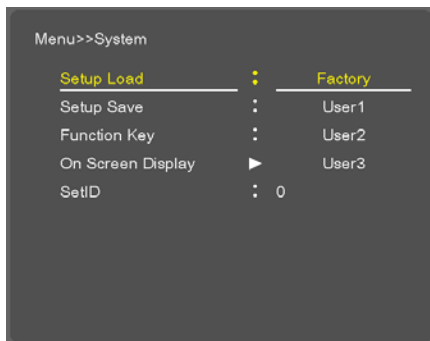 Menu>>System
Setup Load : Factory
Setup Save : User1
Function Key : User2
On Screen Display ► User3
SetID : 0